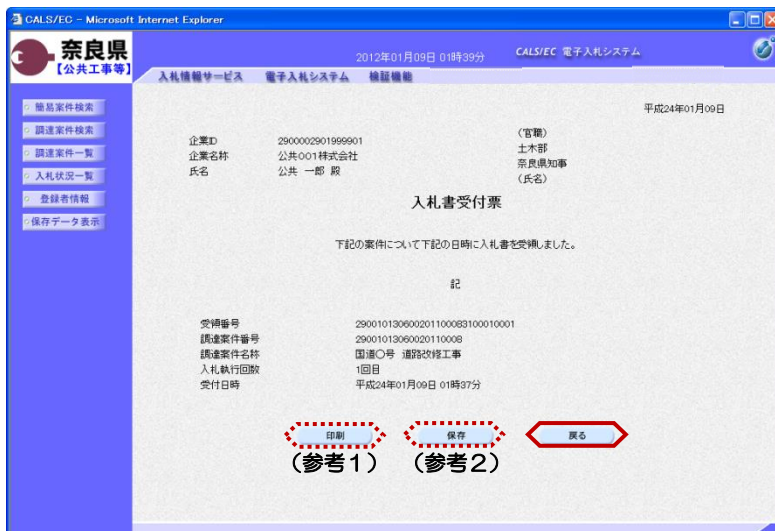 CALS/EC - Microsoft Internet Explorer
奈良県
【公共工事等】
2012年01月09日 01時39分
CALS/EC 電子入札システム
入札情報サービス 電子入札システム 検証機能
簡易案件検索
調達案件検索
調達案件一覧
入札状況一覧
登録者情報
保存データ表示
平成24年01月09日
企業ID 2900002901999901
企業名称 公共001株式会社
氏名 公共 一郎 殿
(官職)
土木部
奈良県知事
(氏名)
入札書受付票
下記の案件について下記の日時に入札書を受領しました。
記
受領番号 290010130600201100083100010001
調達案件番号 29001013060020110008
調達案件名称 国道〇号 道路改修工事
入札執行回数 1回目
受付日時 平成24年01月09日 01時37分
印刷 保存 戻る
(参考1) (参考2)